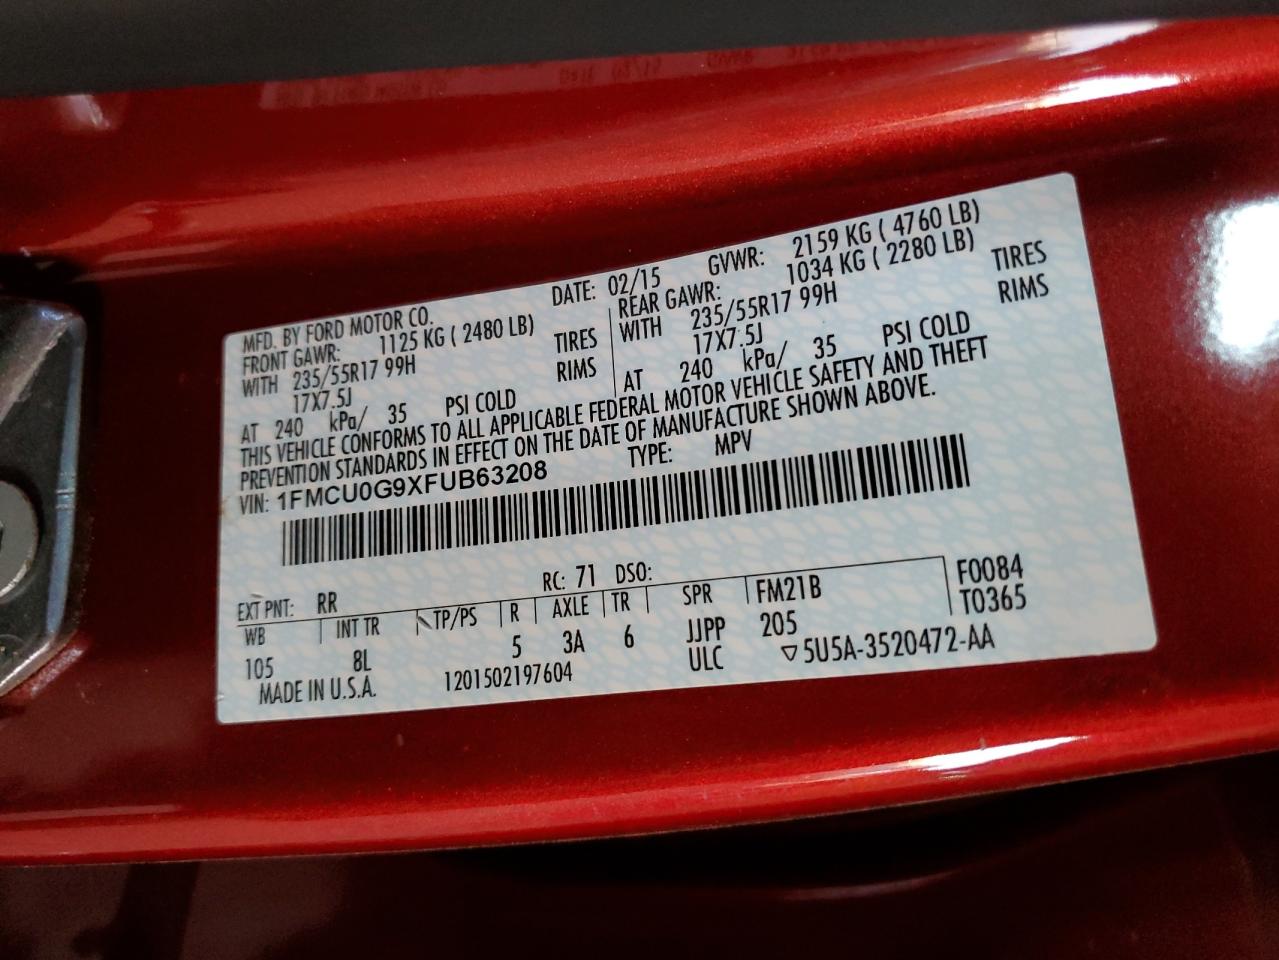 MFD. BY FORD MOTOR CO. DATE: 02/15 GVWR: 2159 KG ( 4760 LB)
FRONT GAWR: 1125 KG ( 2480 LB) REAR GAWR: 1034 KG ( 2280 LB)
WITH 235/55R17 99H TIRES WITH 235/55R17 99H TIRES
17X7.5J RIMS 17X7.5J RIMS
AT 240 kPa/ 35 PSI COLD AT 240 kPa/ 35 PSI COLD
THIS VEHICLE CONFORMS TO ALL APPLICABLE FEDERAL MOTOR VEHICLE SAFETY AND THEFT
PREVENTION STANDARDS IN EFFECT ON THE DATE OF MANUFACTURE SHOWN ABOVE.
VIN: 1FMCU0G9XFUB63208 TYPE: MPV
EXT PNT: RR RC: 71 DSO: F0084
WB INT TR TP/PS R AXLE TR SPR FM21B T0365
105 8L 5 3A 6 JJPP 205
MADE IN U.S.A. 1201502197604 ULC ▽5U5A-3520472-AA